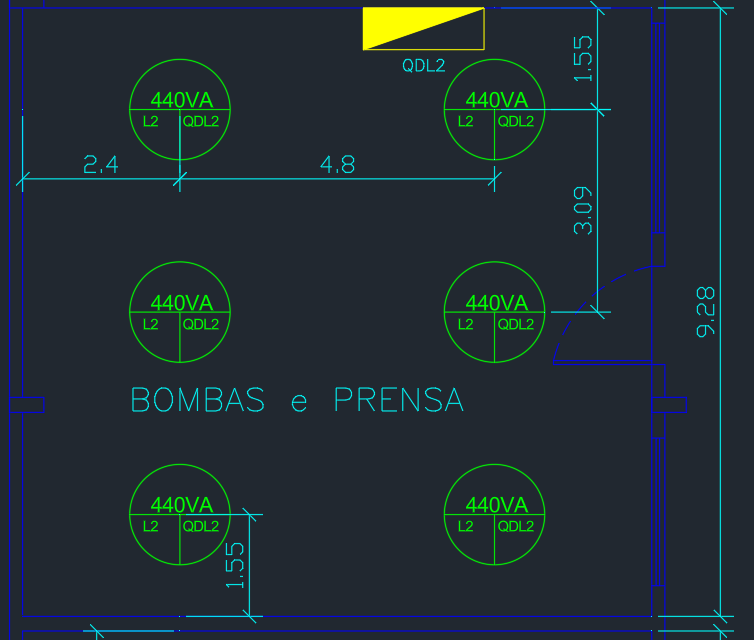 QDL2
1.55
440VA
L2 QDL2
440VA
L2 QDL2
2.4
4.8
3.09
9.28
440VA
L2 QDL2
440VA
L2 QDL2
BOMBAS e PRENSA
440VA
L2 QDL2
440VA
L2 QDL2
1.55